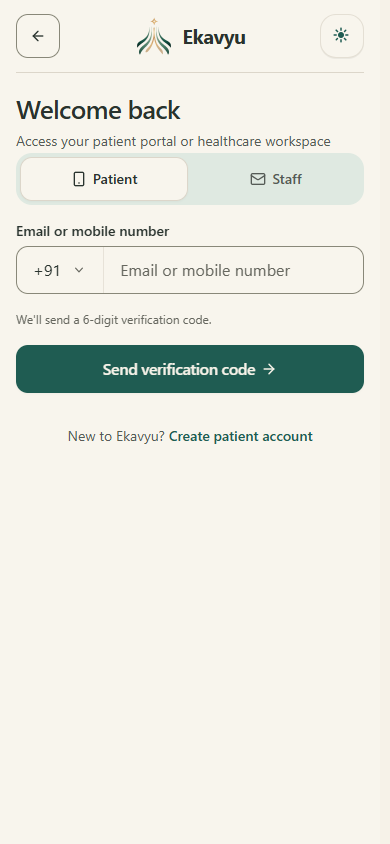 Ekavyu
Welcome back
Access your patient portal or healthcare workspace
Patient
Staff
Email or mobile number
+91
Email or mobile number
We'll send a 6-digit verification code.
Send verification code →
New to Ekavyu? Create patient account